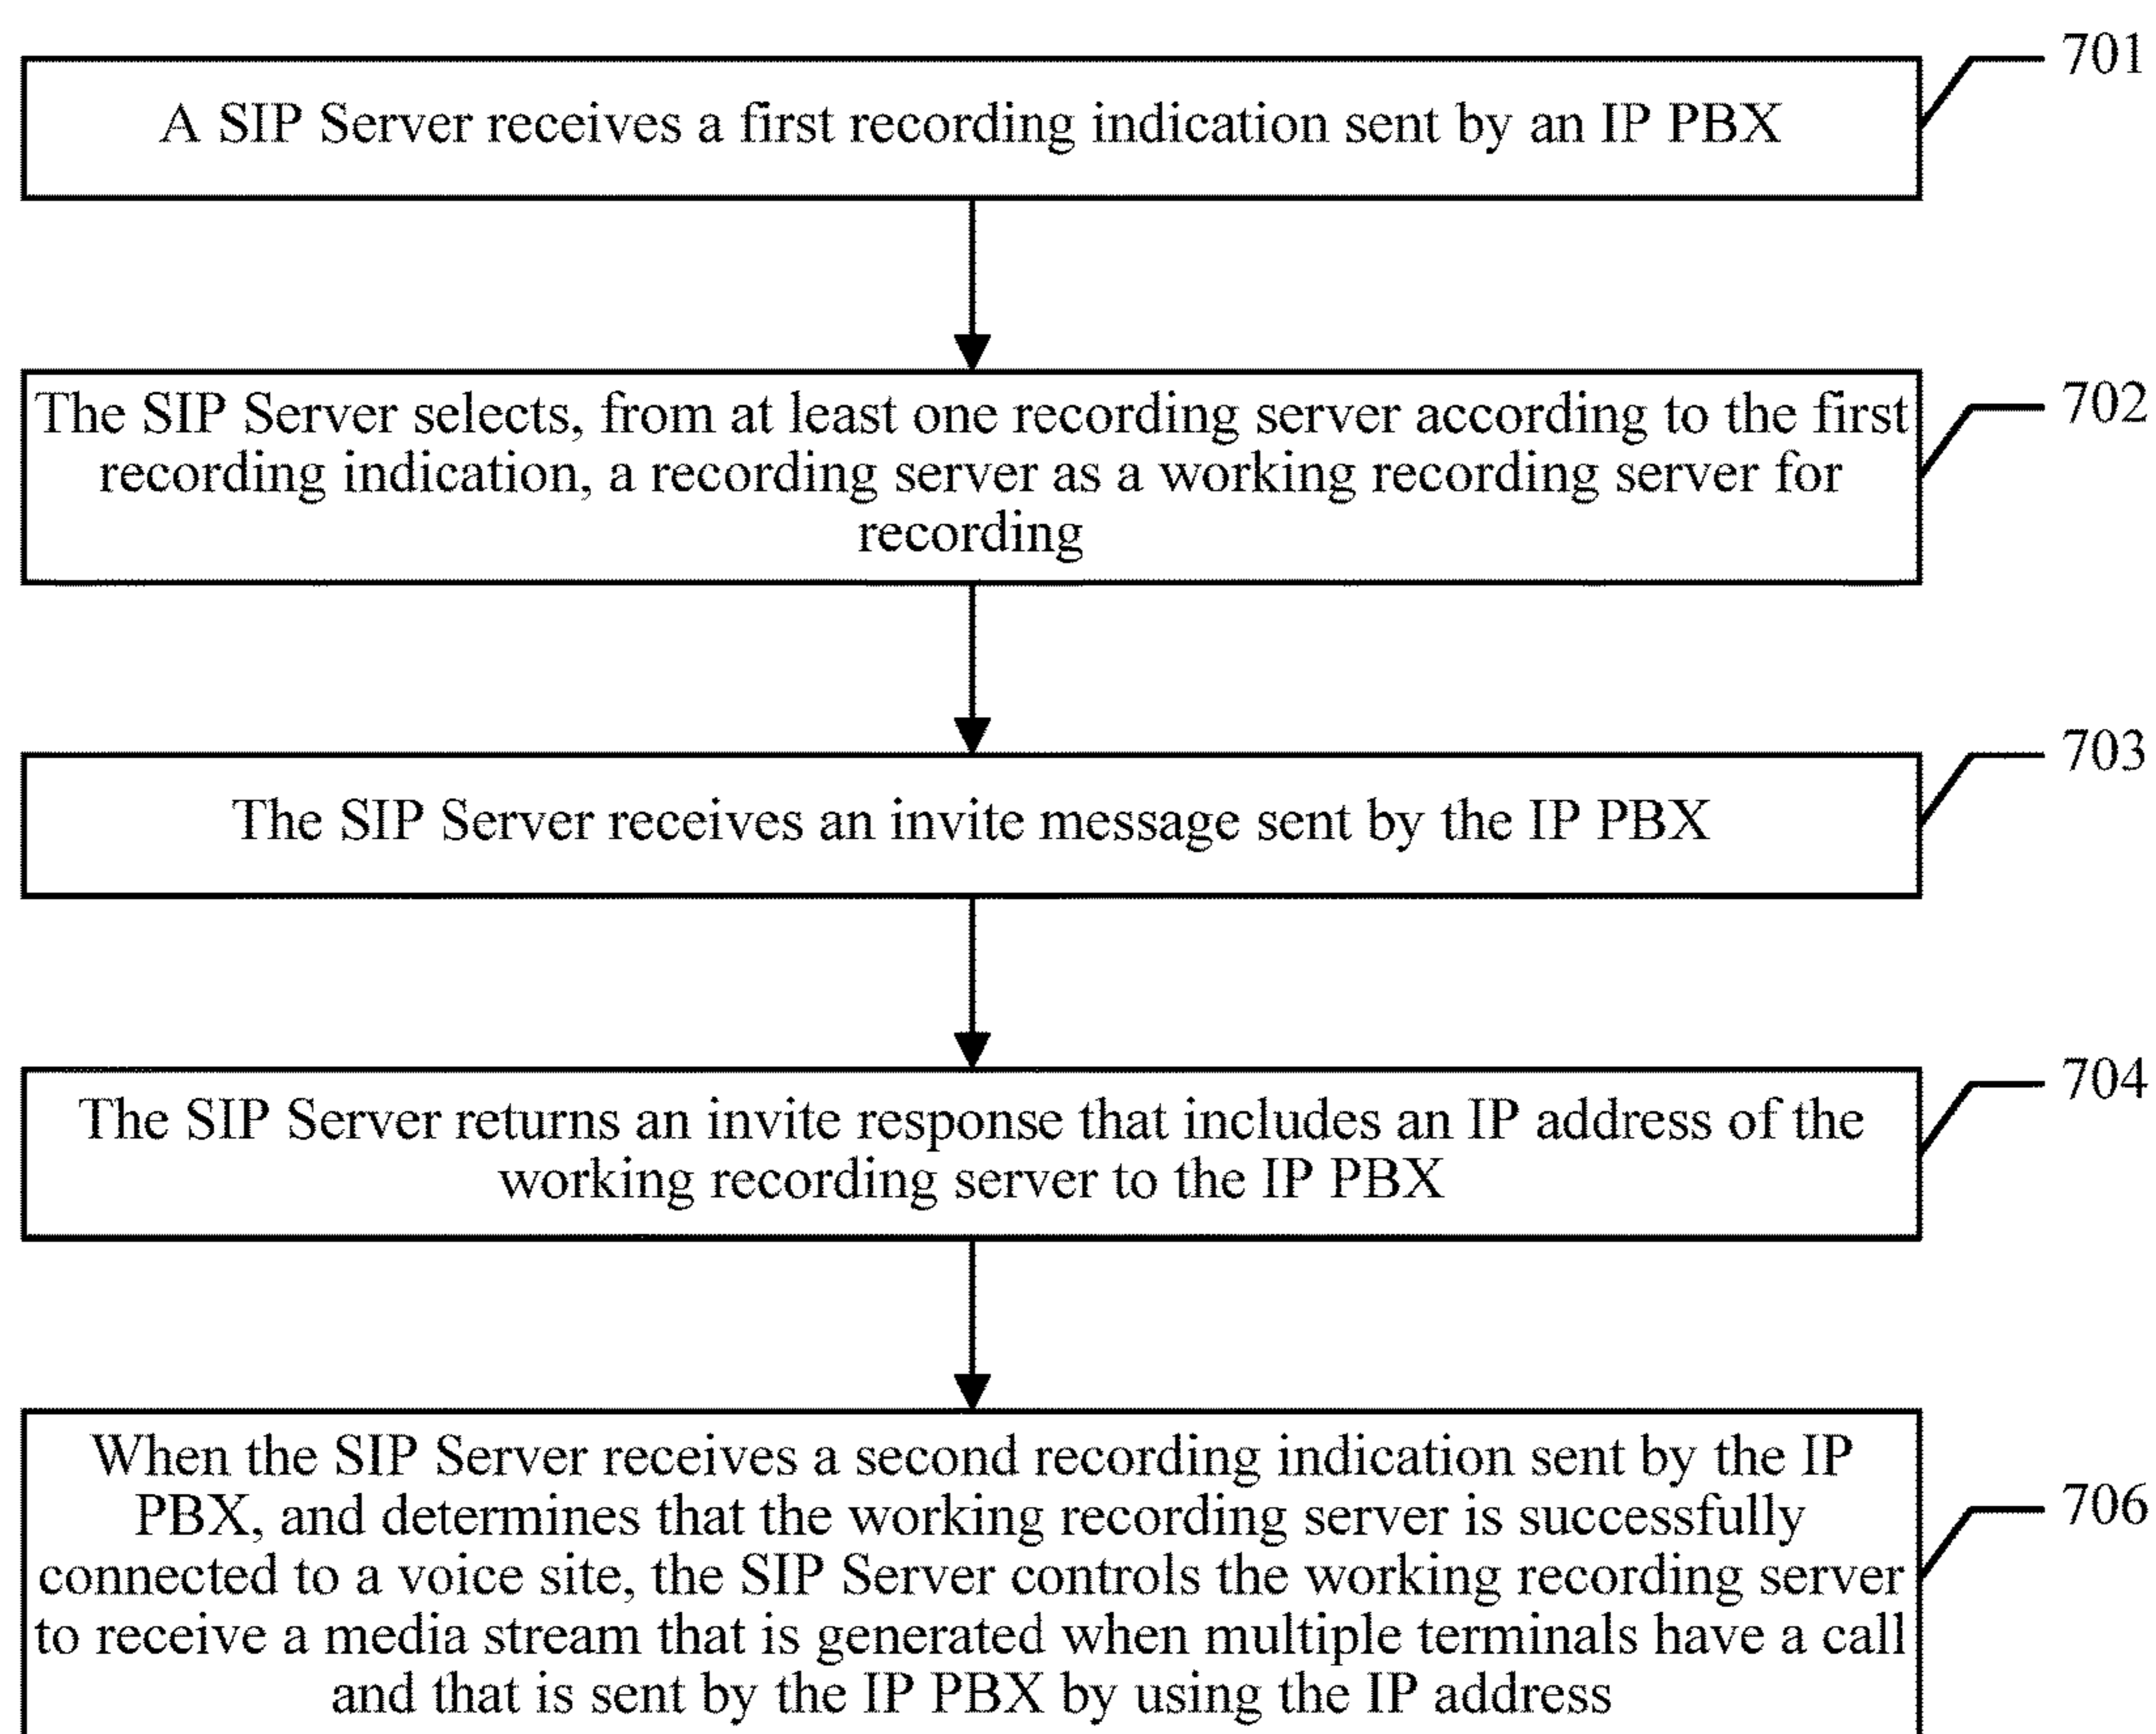 701
A SIP Server receives a first recording indication sent by an IP PBX
702
The SIP Server selects, from at least one recording server according to the first
recording indication, a recording server as a working recording server for
recording
703
The SIP Server receives an invite message sent by the IP PBX
704
The SIP Server returns an invite response that includes an IP address of the
working recording server to the IP PBX
When the SIP Server receives a second recording indication sent by the IP
PBX, and determines that the working recording server is successfully
706
connected to a voice site, the SIP Server controls the working recording server
to receive a media stream that is generated when multiple terminals have a call
and that is sent by the IP PBX by using the IP address